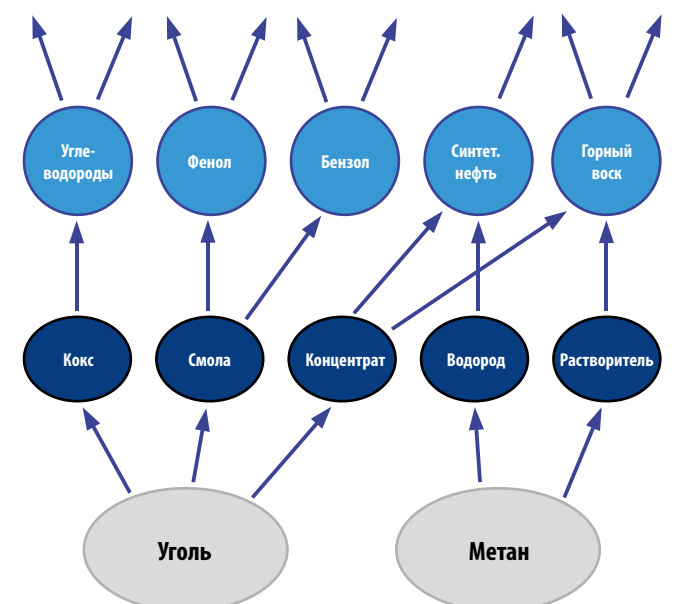 Угле-
водороды
Фенол
Бензол
Синтет.
нефть
Горный
воск
Кокс
Смола
Концентрат
Водород
Растворитель
Уголь
Метан